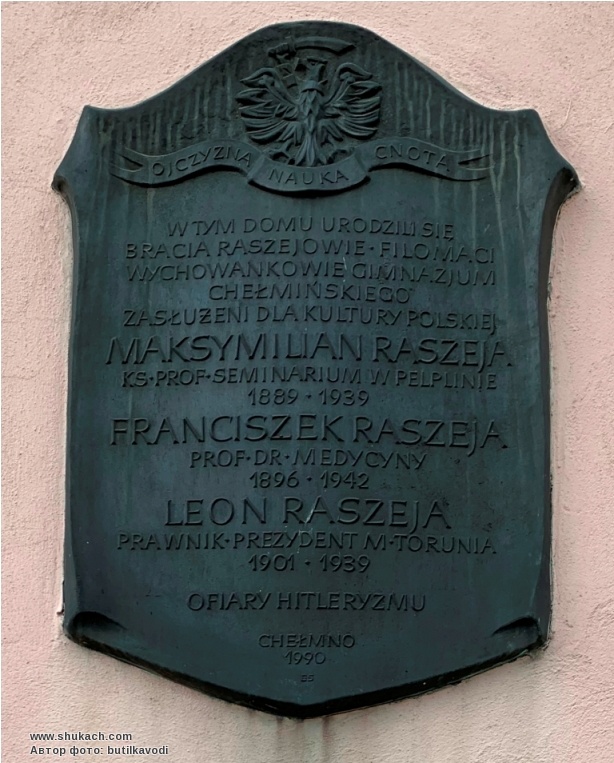 OJCZYZNA NAUKA CNOTA
W TYM DOMU URODZILI SIĘ
BRACIA RASZEJOWIE · FILOMACI
WYCHOWANKOWIE GIMNAZJUM
CHEŁMIŃSKIEGO
ZASŁUŻENI DLA KULTURY POLSKIEJ
MAKSYMILIAN RASZEJA
KS · PROF · SEMINARIUM W PELPLINIE
1889 · 1939
FRANCISZEK RASZEJA
PROF · DR · MEDYCYNY
1896 · 1942
LEON RASZEJA
PRAWNIK · PREZYDENT M · TORUNIA
1901 · 1939
OFIARY HITLERYZMU
CHEŁMNO
1990
www.shukach.com
Автор фото: butilkavodi